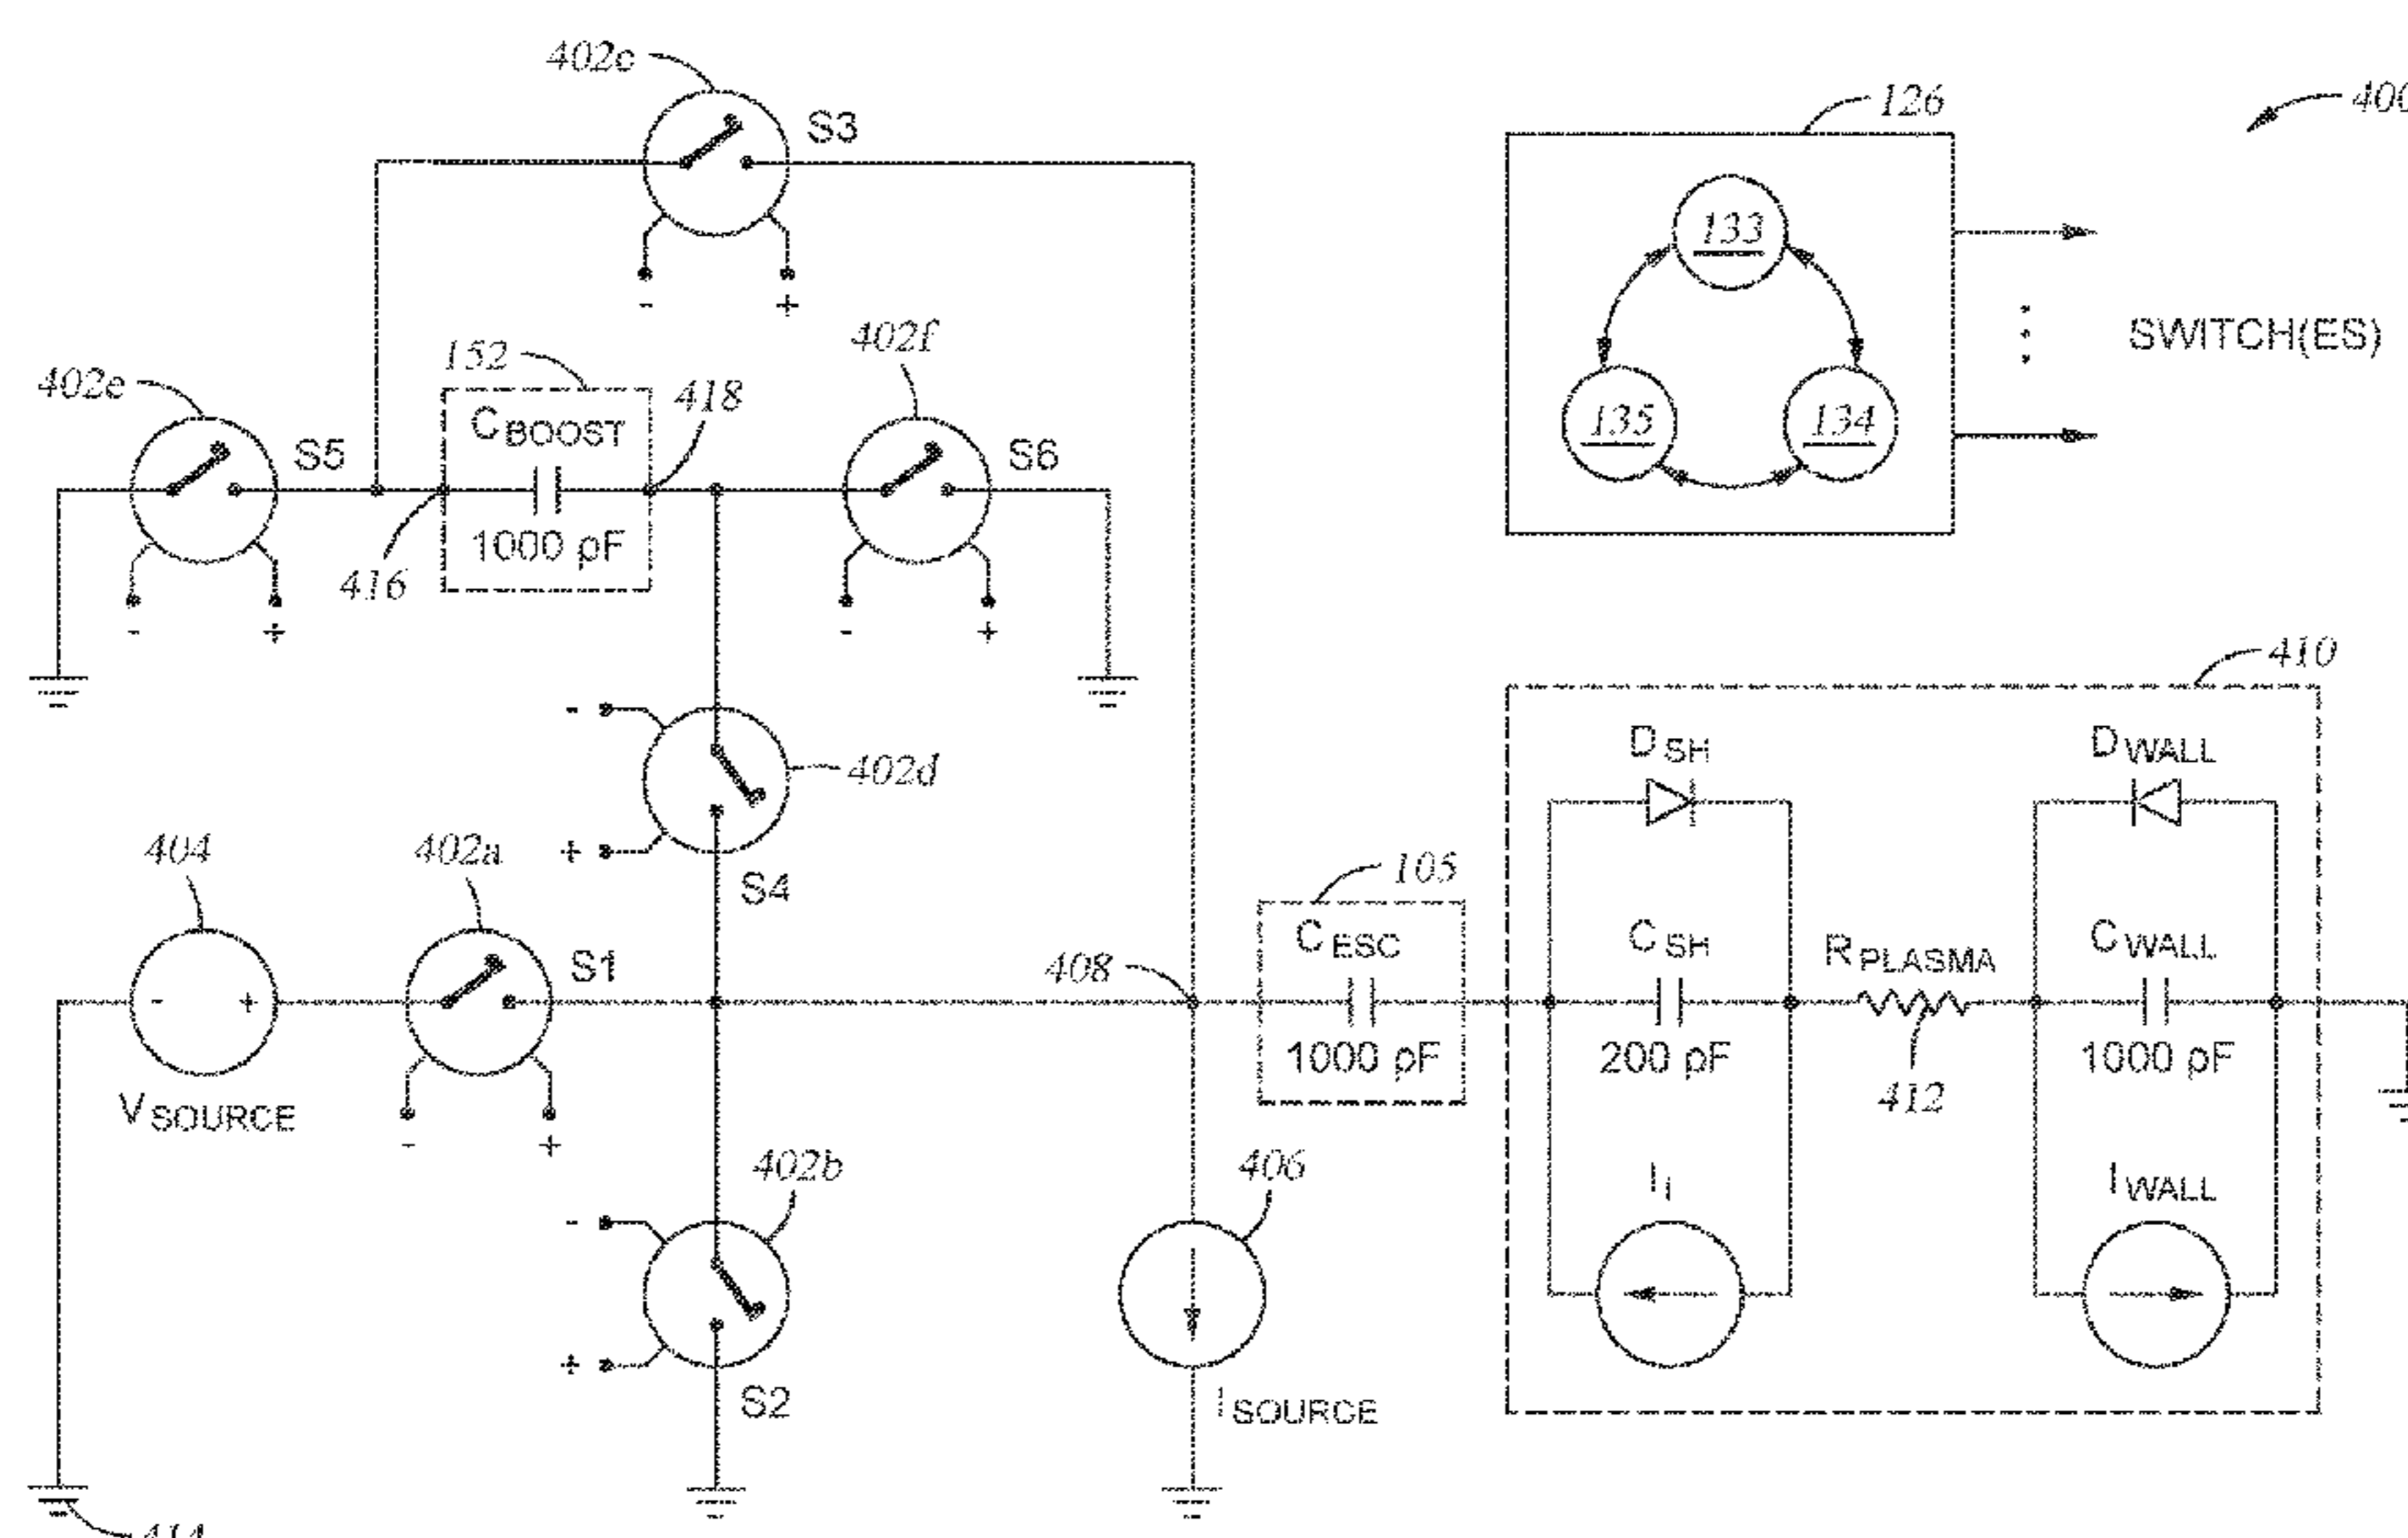 402c
S3
126
400
133
135
134
SWITCH(ES)
402e
S5
152
C BOOST
1000 pF
416
418
402f
S6
- +
- +
- +
-
+
402d
S4
410
D SH
D WALL
404
- +
V SOURCE
402a
S1
- +
408
105
C ESC
1000 pF
C SH
200 pF
R PLASMA
412
C WALL
1000 pF
402b
-
+
S2
406
I SOURCE
I i
I WALL
414